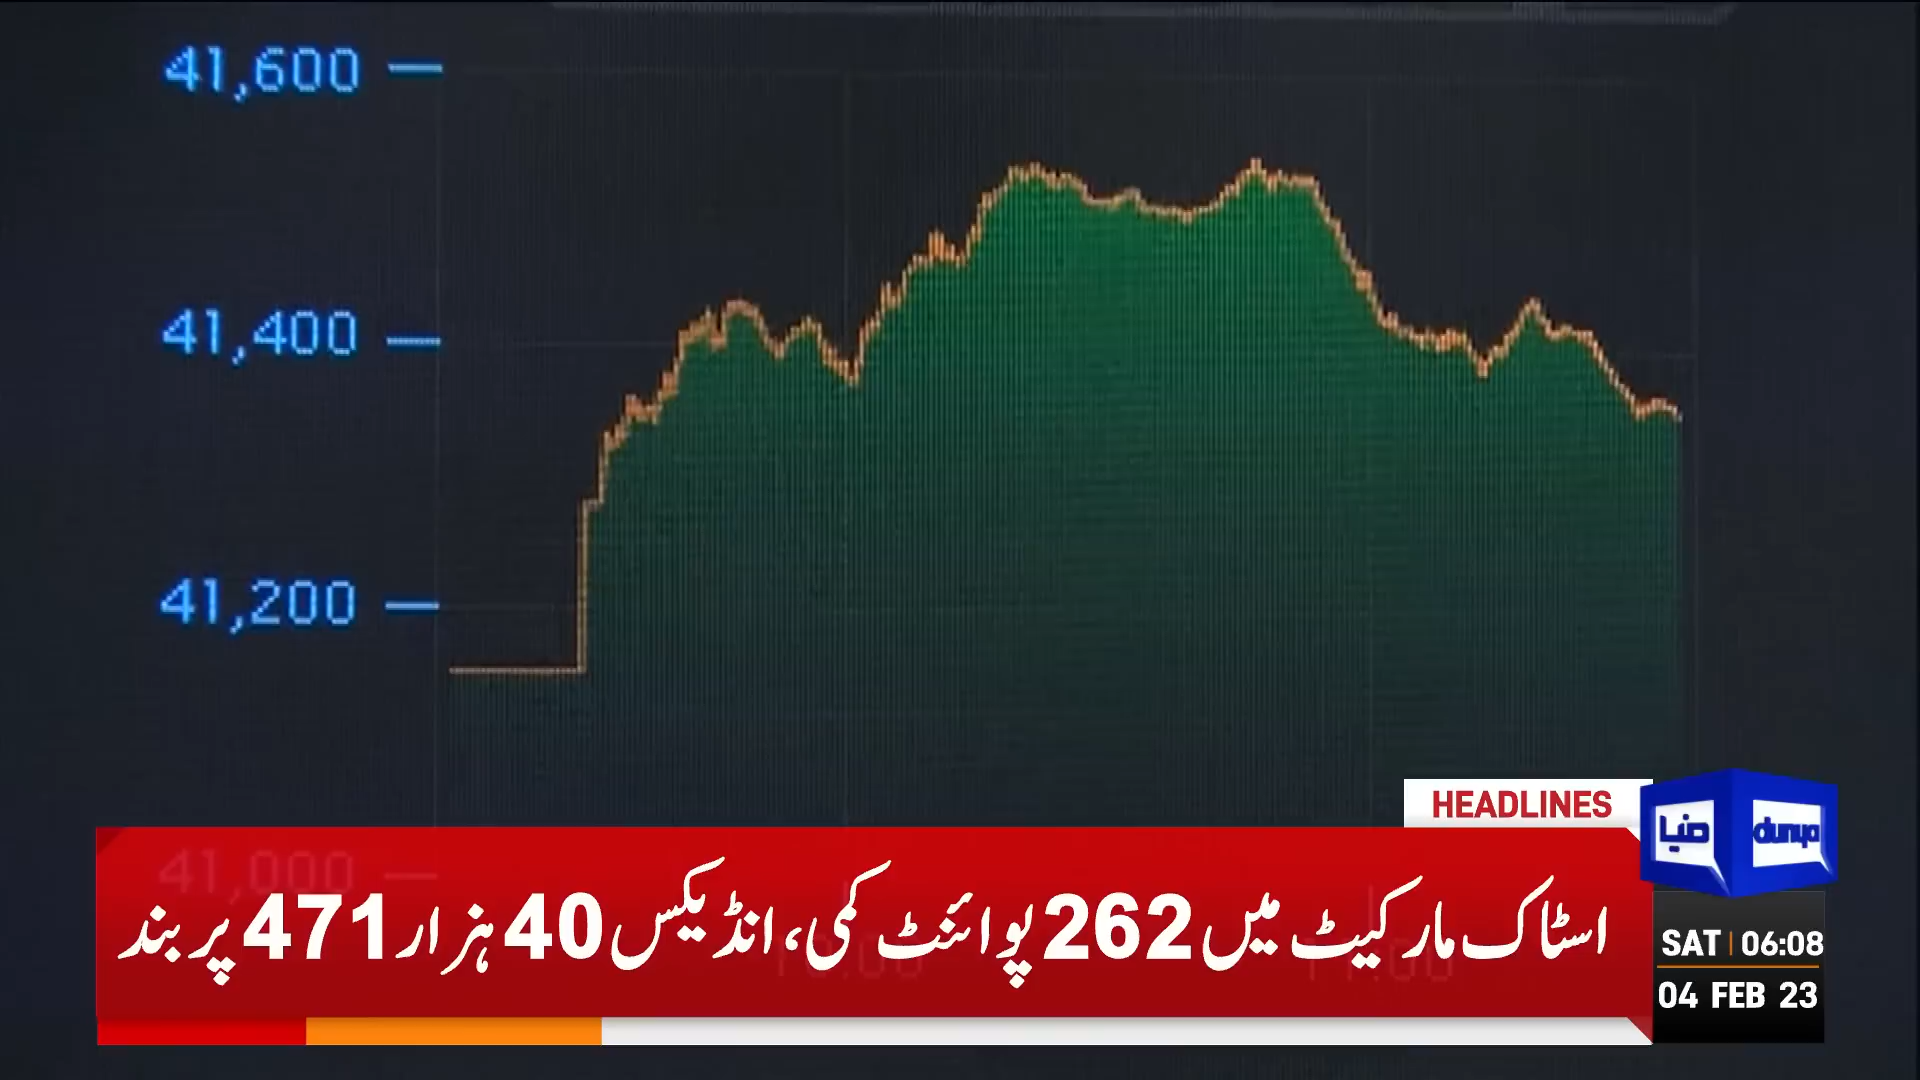 41,600
41,400
41,200
41,000
HEADLINES
دنیا dunya
اسٹاک مارکیٹ میں 262 پوائنٹ کمی، انڈیکس 40 ہزار 471 پر بند
SAT | 06:08
04 FEB 23